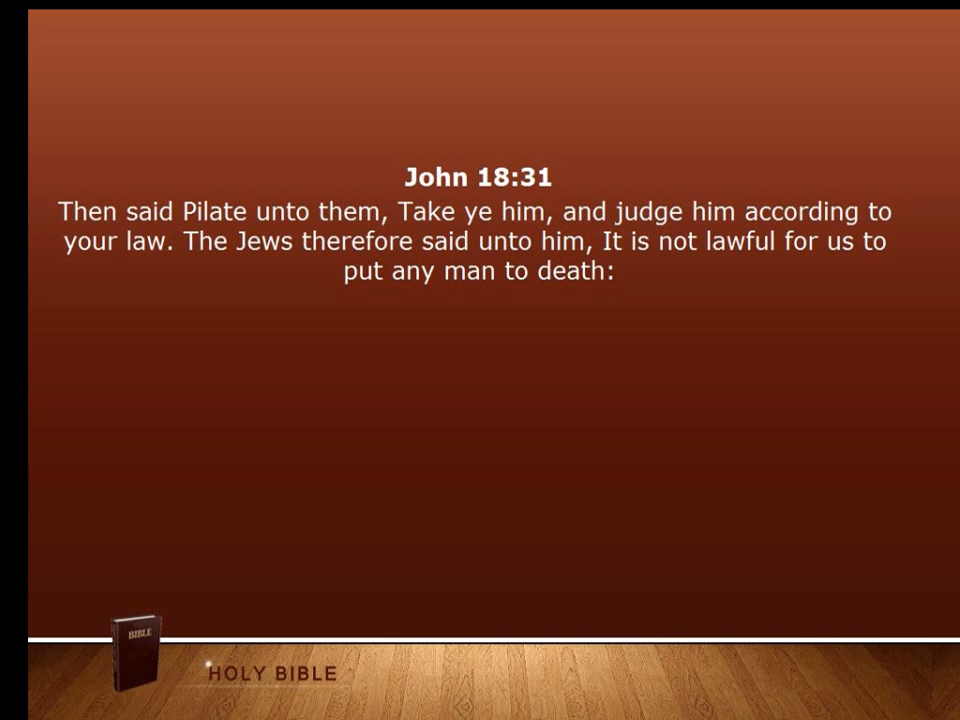 John 18:31
Then said Pilate unto them, Take ye him, and judge him according to
your law. The Jews therefore said unto him, It is not lawful for us to
put any man to death:
BIBLE
HOLY BIBLE